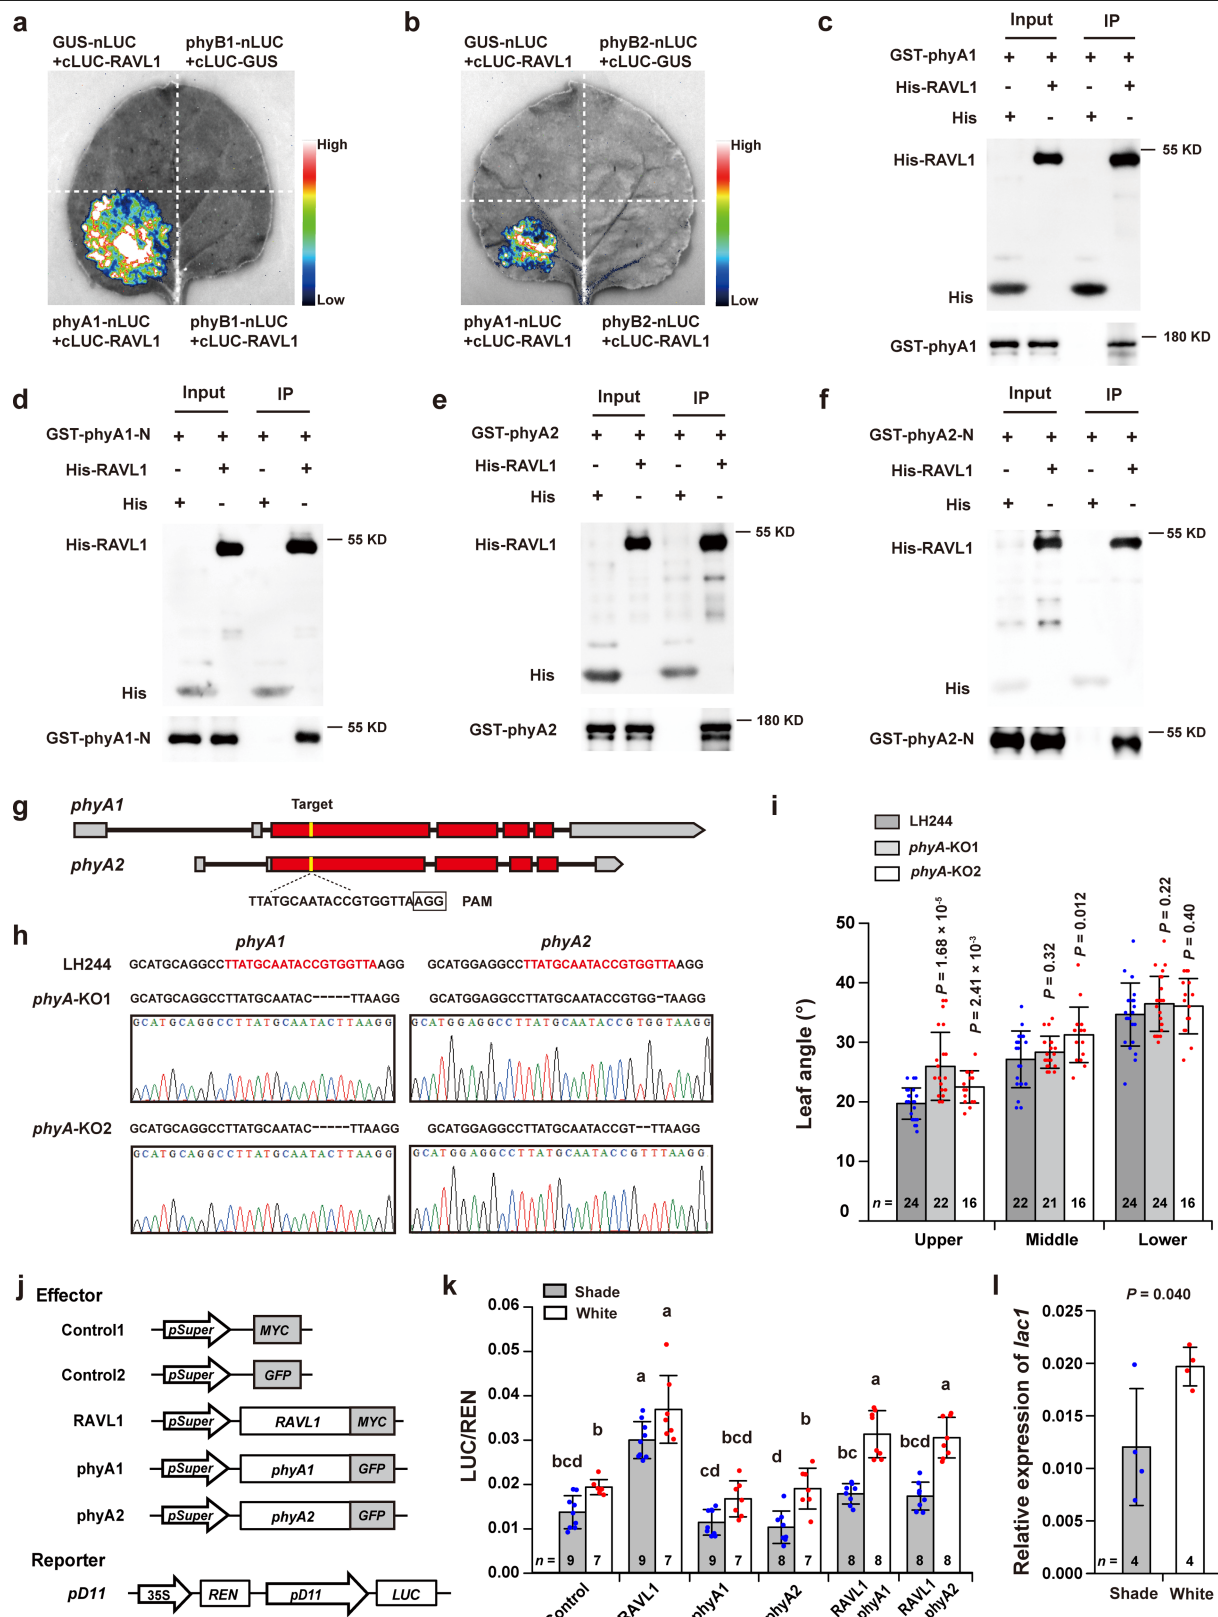 a
GUS-nLUC
+cLUC-RAVL1
phyB1-nLUC
+cLUC-GUS
High
Low
phyA1-nLUC
+cLUC-RAVL1
phyB1-nLUC
+cLUC-RAVL1
b
GUS-nLUC
+cLUC-RAVL1
phyB2-nLUC
+cLUC-GUS
High
Low
phyA1-nLUC
+cLUC-RAVL1
phyB2-nLUC
+cLUC-RAVL1
c
Input IP
GST-phyA1 + + + +
His-RAVL1 - + - +
His + - + -
His-RAVL1 55 KD
His
GST-phyA1 180 KD
d
Input IP
GST-phyA1-N + + + +
His-RAVL1 - + - +
His + - + -
His-RAVL1 55 KD
His
GST-phyA1-N 55 KD
e
Input IP
GST-phyA2 + + + +
His-RAVL1 - + - +
His + - + -
His-RAVL1 55 KD
His
GST-phyA2 180 KD
f
Input IP
GST-phyA2-N + + + +
His-RAVL1 - + - +
His + - + -
His-RAVL1 55 KD
His
GST-phyA2-N 55 KD
g
phyA1
Target
phyA2
TTATGCAATACCGTGGTTAAGG PAM
h
phyA1 phyA2
LH244 GCATGCAGGCCTTATGCAATACCGTGGTTAAGG GCATGGAGGCCTTATGCAATACCGTGGTTAAGG
phyA-KO1 GCATGCAGGCCTTATGCAATAC------TTAAGG GCATGGAGGCCTTATGCAATACCGTGG-TAAGG
GCATGCAGGCCTTATGCAATACTTAAGG GCATGGAGGCCTTATGCAATACCGTGGTAAGG
phyA-KO2 GCATGCAGGCCTTATGCAATAC------TTAAGG GCATGGAGGCCTTATGCAATACCGT--TTAAGG
GCATGCAGGCCTTATGCAATACTTAAGG GCATGGAGGCCTTATGCAATACCGTTTAAGG
i
LH244
phyA-KO1
phyA-KO2
Leaf angle (°)
50
40
30
20
10
0
P = 1.68 × 10-5
P = 2.41 × 10-3
P = 0.32
P = 0.012
P = 0.22
P = 0.40
n = 24 22 16 22 21 16 24 24 16
Upper Middle Lower
j
Effector
Control1 pSuper MYC
Control2 pSuper GFP
RAVL1 pSuper RAVL1 MYC
phyA1 pSuper phyA1 GFP
phyA2 pSuper phyA2 GFP
Reporter
pD11 35S REN pD11 LUC
k
Shade
White
LUC/REN
0.06
0.05
0.04
0.03
0.02
0.01
0.00
bcd b a a cd bcd d b bc a bcd a
n = 9 7 9 7 9 7 8 7 8 8 8 8
Control
RAVL1
phyA1
phyA2
RAVL1
phyA1
RAVL1
phyA2
l
P = 0.040
Relative expression of lac1
0.025
0.020
0.015
0.010
0.005
0.000
n = 4 4
Shade White